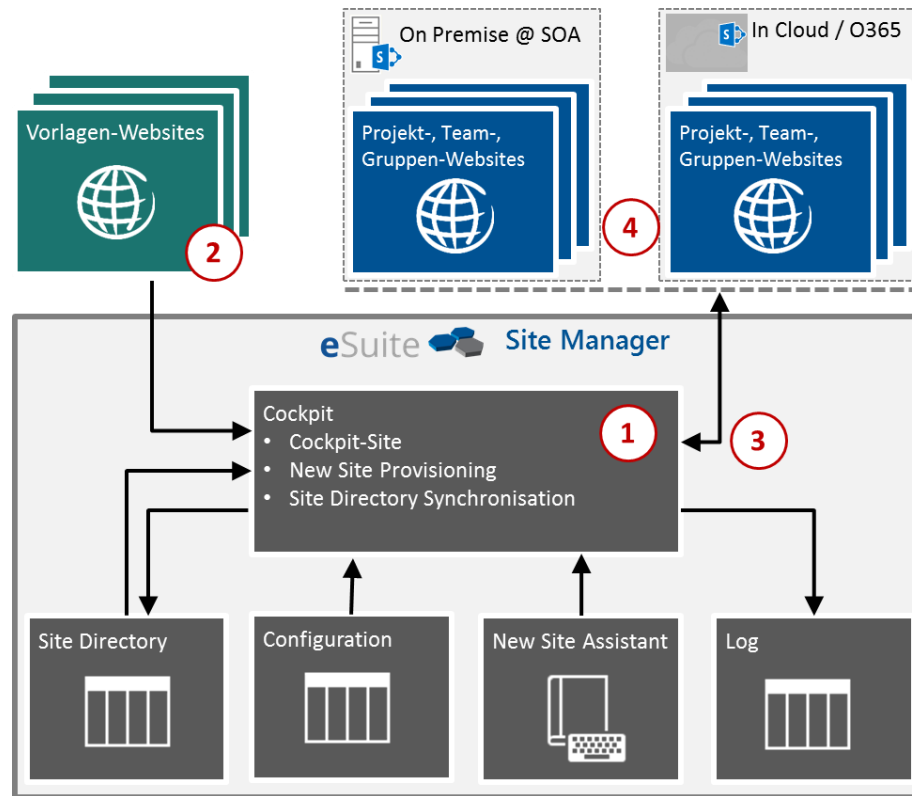 On Premise @ SOA
In Cloud / O365
Vorlagen-Websites
Projekt-, Team-,
Gruppen-Websites
Projekt-, Team-,
Gruppen-Websites
2
4
eSuite Site Manager
Cockpit
• Cockpit-Site
• New Site Provisioning
• Site Directory Synchronisation
1
3
Site Directory
Configuration
New Site Assistant
Log